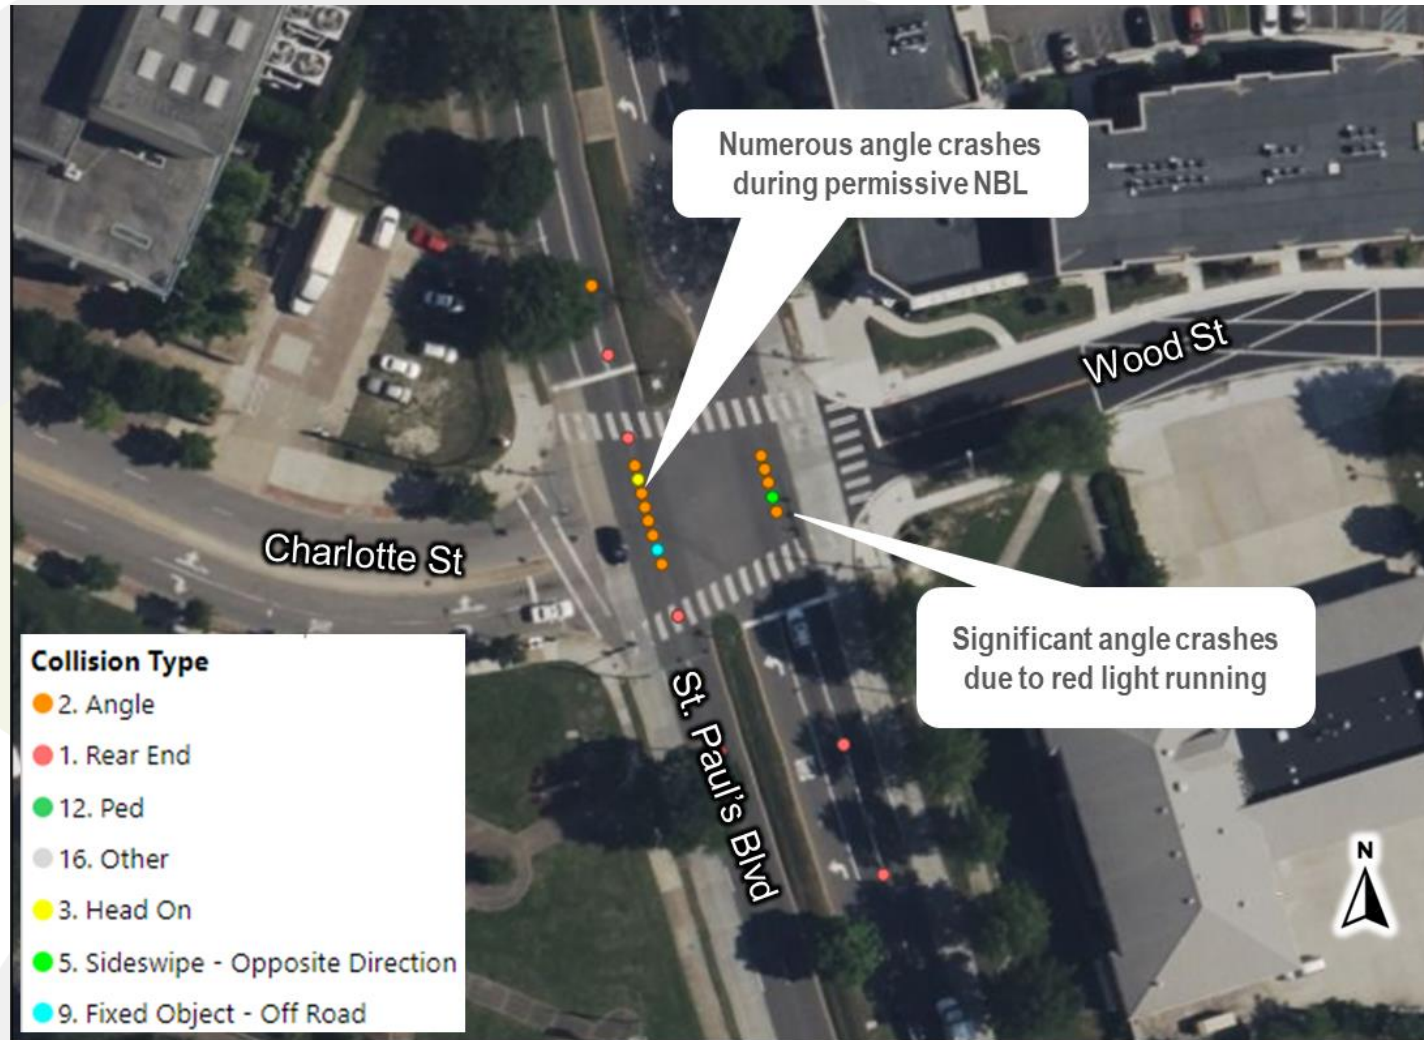 Numerous angle crashes
during permissive NBL
Wood St
Charlotte St
Significant angle crashes
due to red light running
St. Paul's Blvd
Collision Type
2. Angle
1. Rear End
12. Ped
16. Other
3. Head On
5. Sideswipe - Opposite Direction
9. Fixed Object - Off Road
N